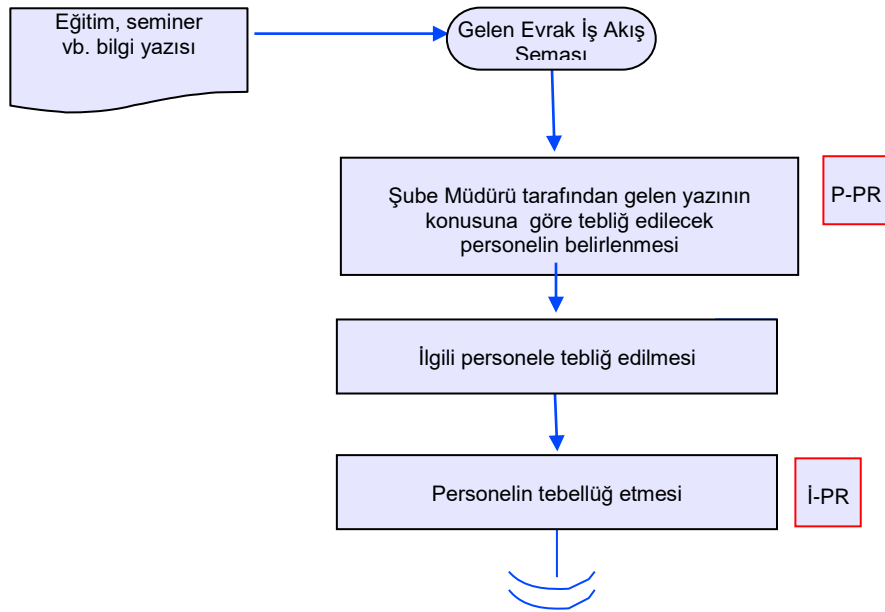 Eğitim, seminer
vb. bilgi yazısı
Gelen Evrak İş Akış
Şeması
Şube Müdürü tarafından gelen yazının
konusuna göre tebliğ edilecek
personelin belirlenmesi
P-PR
İlgili personele tebliğ edilmesi
Personelin tebellüğ etmesi
İ-PR